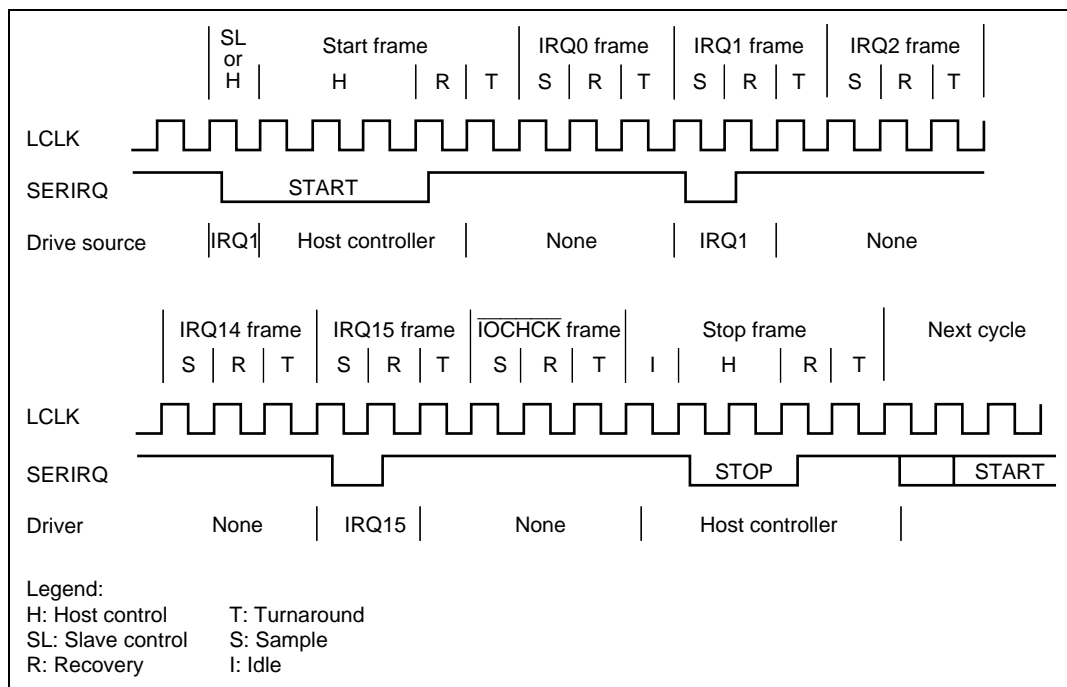 SL
or
H
Start frame
IRQ0 frame
IRQ1 frame
IRQ2 frame
H R T S R T S R T S R T
LCLK
SERIRQ
START
Drive source
IRQ1
Host controller
None
IRQ1
None
IRQ14 frame
IRQ15 frame
IOCHCK frame
Stop frame
Next cycle
S R T S R T S R T I H R T
LCLK
SERIRQ
STOP
START
Driver
None
IRQ15
None
Host controller
Legend:
H: Host control T: Turnaround
SL: Slave control S: Sample
R: Recovery I: Idle